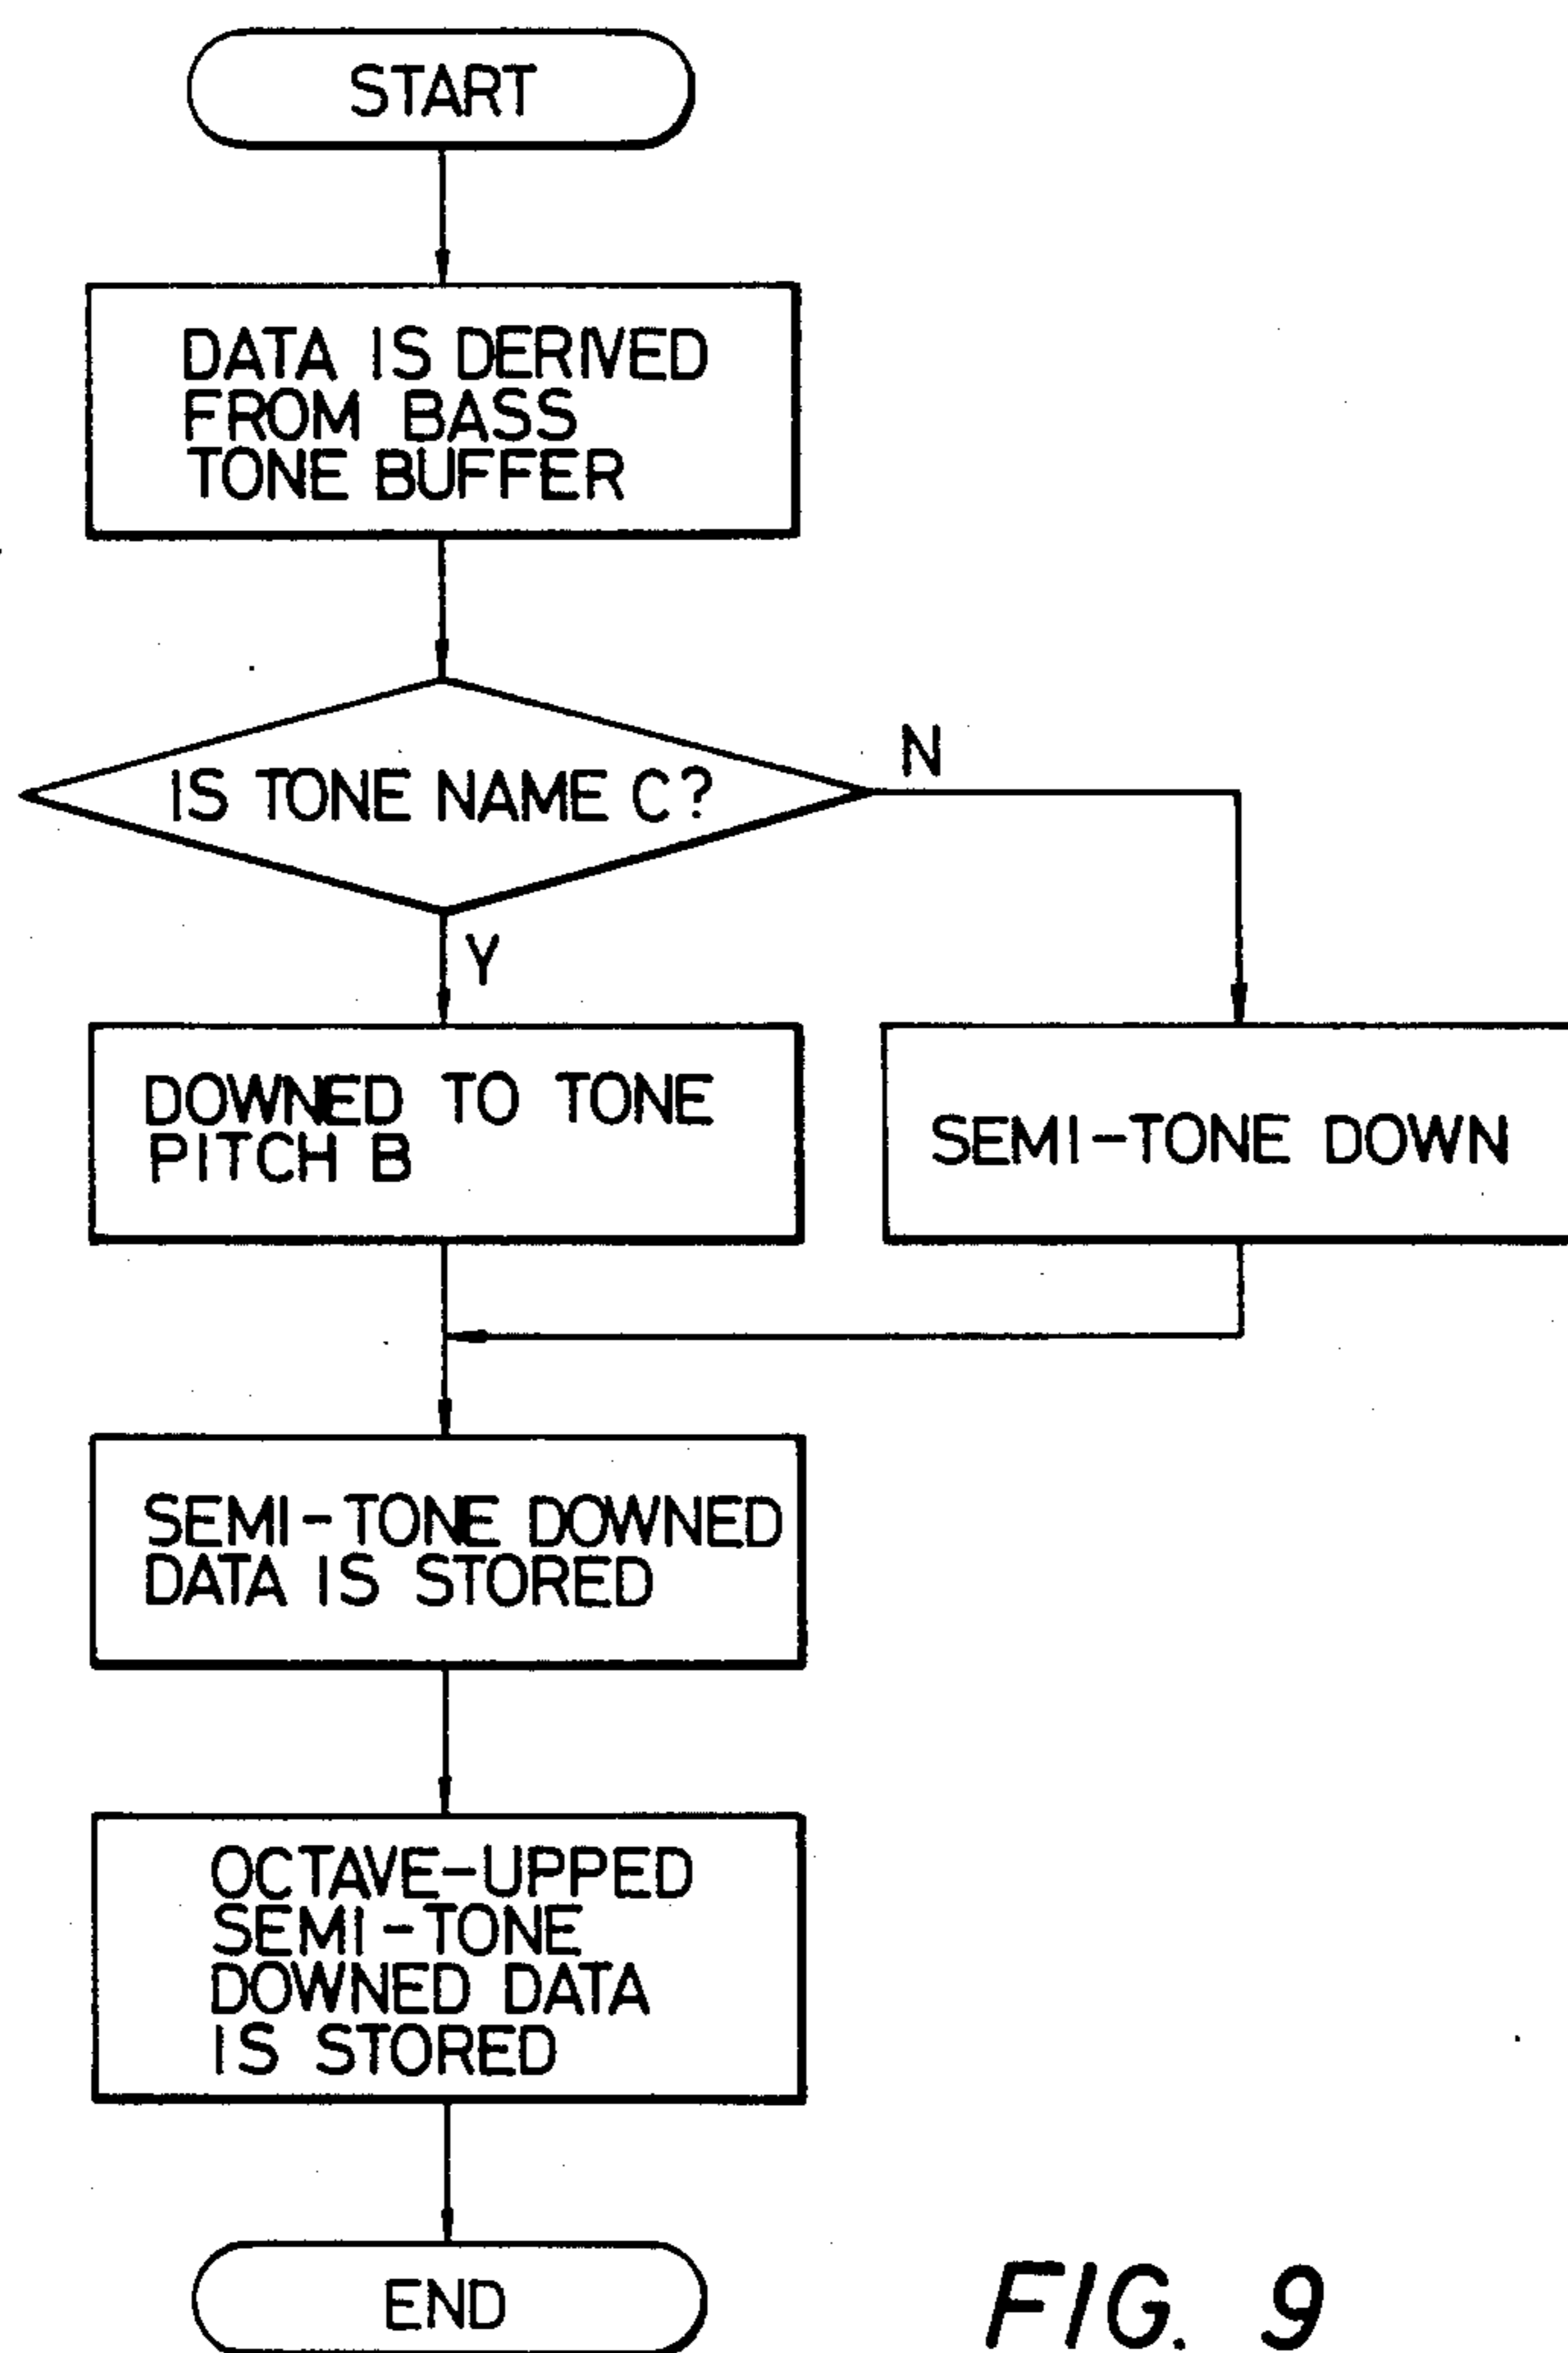 START
DATA IS DERIVED
FROM BASS
TONE BUFFER
IS TONE NAME C?
N
Y
DOWNED TO TONE
PITCH B
SEMI-TONE DOWN
SEMI-TONE DOWNED
DATA IS STORED
OCTAVE-UPPED
SEMI-TONE
DOWNED DATA
IS STORED
END
FIG. 9